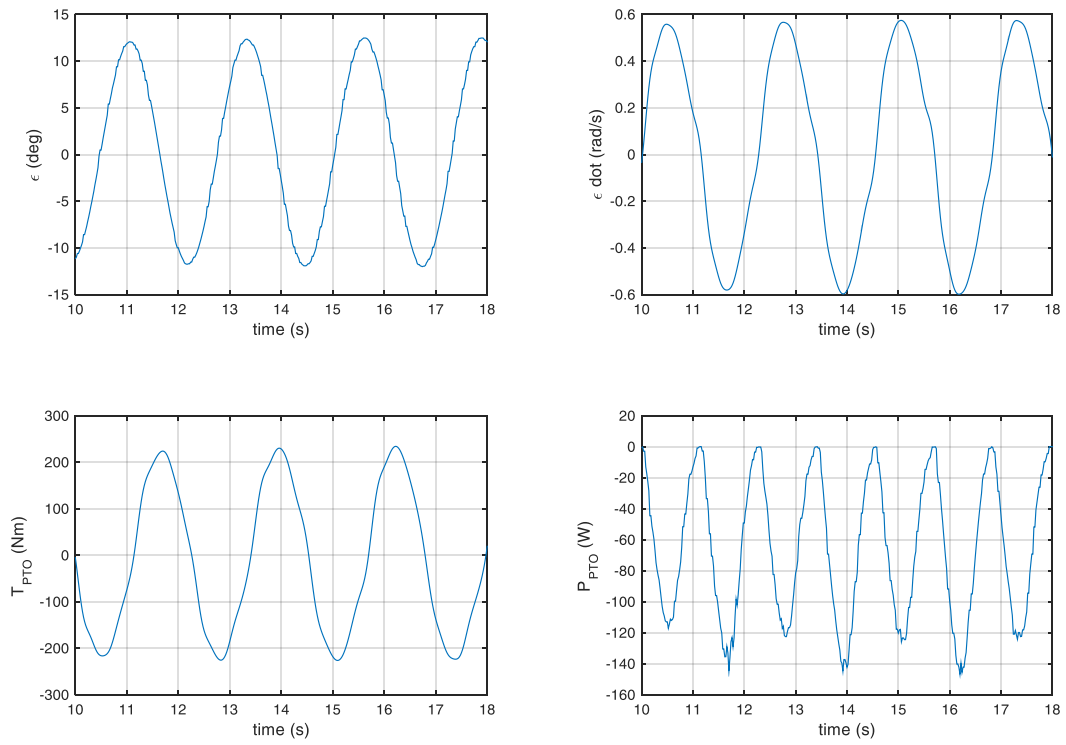 15
10
5
0
-5
-10
-15
ϵ (deg)
10 11 12 13 14 15 16 17 18
time (s)
0.6
0.4
0.2
0
-0.2
-0.4
-0.6
ϵ dot (rad/s)
10 11 12 13 14 15 16 17 18
time (s)
300
200
100
0
-100
-200
-300
T_PTO (Nm)
10 11 12 13 14 15 16 17 18
time (s)
20
0
-20
-40
-60
-80
-100
-120
-140
-160
P_PTO (W)
10 11 12 13 14 15 16 17 18
time (s)